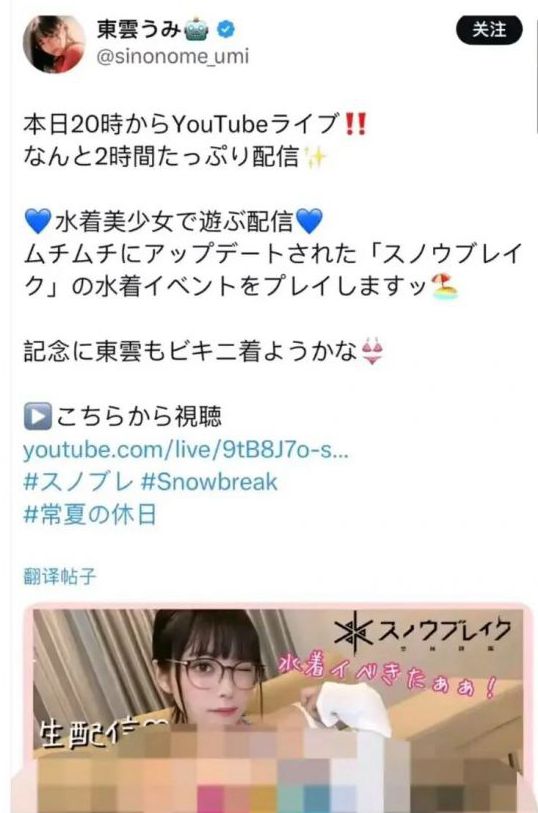 東雲うみ
关注
@sinonome_umi
本日20時からYouTubeライブ‼️
なんと2時間たっぷり配信✨
💙水着美少女で遊ぶ配信💙
ムチムチにアップデートされた「スノウブレイ
ク」の水着イベントをプレイしますッ🏖️
記念に東雲もビキニ着ようかな👙
▶️こちらから視聴
youtube.com/live/9tB8J7o-s...
#スノブレ #Snowbreak
#常夏の休日
翻译帖子
スノウブレイク
水着イベきたぁぁ!
生配信